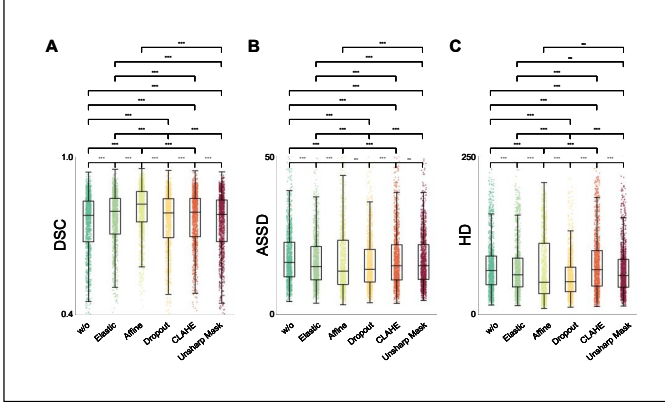 A
B
C
1.0
0.4
DSC
w/o
Elastic
Affine
Dropout
CLAHE
Unsharp Mask
50
0
ASSD
w/o
Elastic
Affine
Dropout
CLAHE
Unsharp Mask
250
0
HD
w/o
Elastic
Affine
Dropout
CLAHE
Unsharp Mask